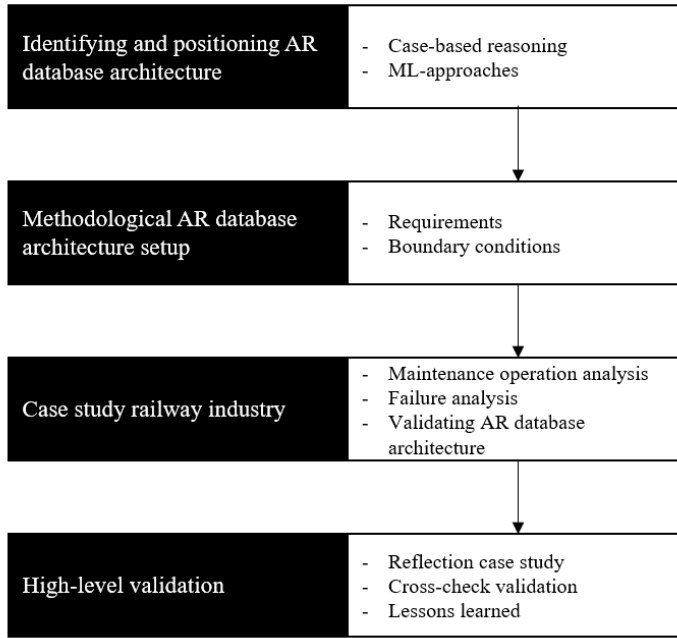 Identifying and positioning AR
database architecture
- Case-based reasoning
- ML-approaches
Methodological AR database
architecture setup
- Requirements
- Boundary conditions
Case study railway industry
- Maintenance operation analysis
- Failure analysis
- Validating AR database
architecture
High-level validation
- Reflection case study
- Cross-check validation
- Lessons learned